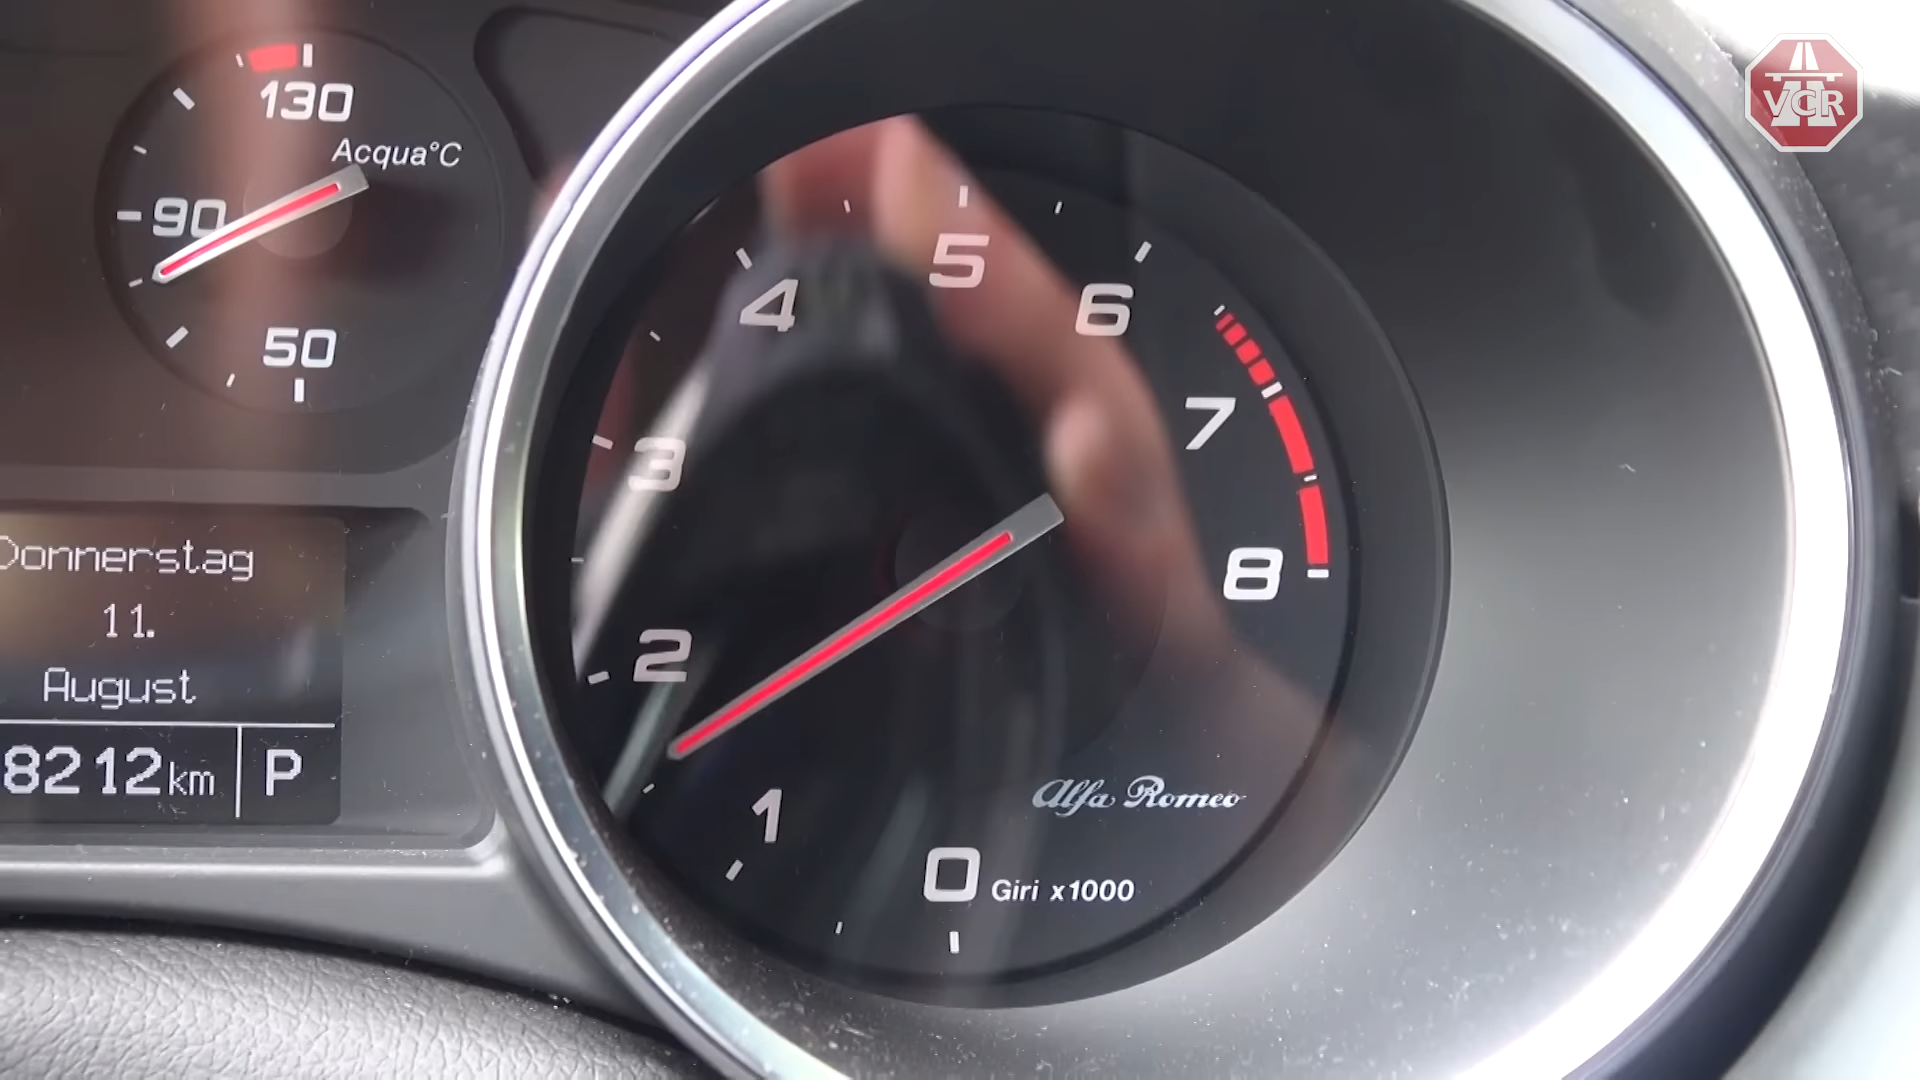 130
Acqua°C
90
50
Donnerstag
11.
August
8212km
P
5
4
6
3
7
2
8
1
Alfa Romeo
0
Giri x1000
VCR